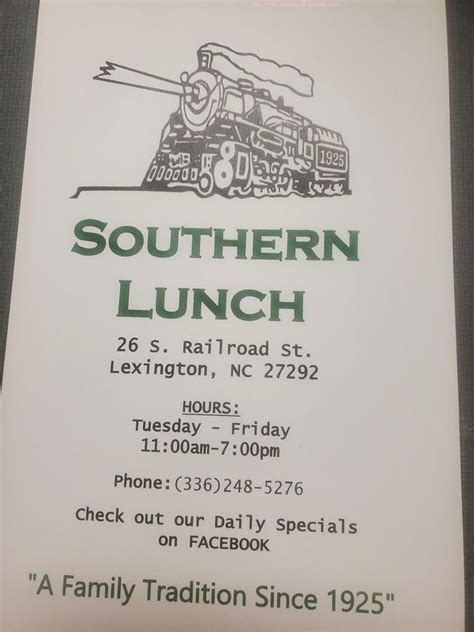 1925
SOUTHERN
LUNCH
26 S. Railroad St.
Lexington, NC 27292
HOURS:
Tuesday - Friday
11:00am-7:00pm
Phone:(336)248-5276
Check out our Daily Specials
on FACEBOOK
"A Family Tradition Since 1925"